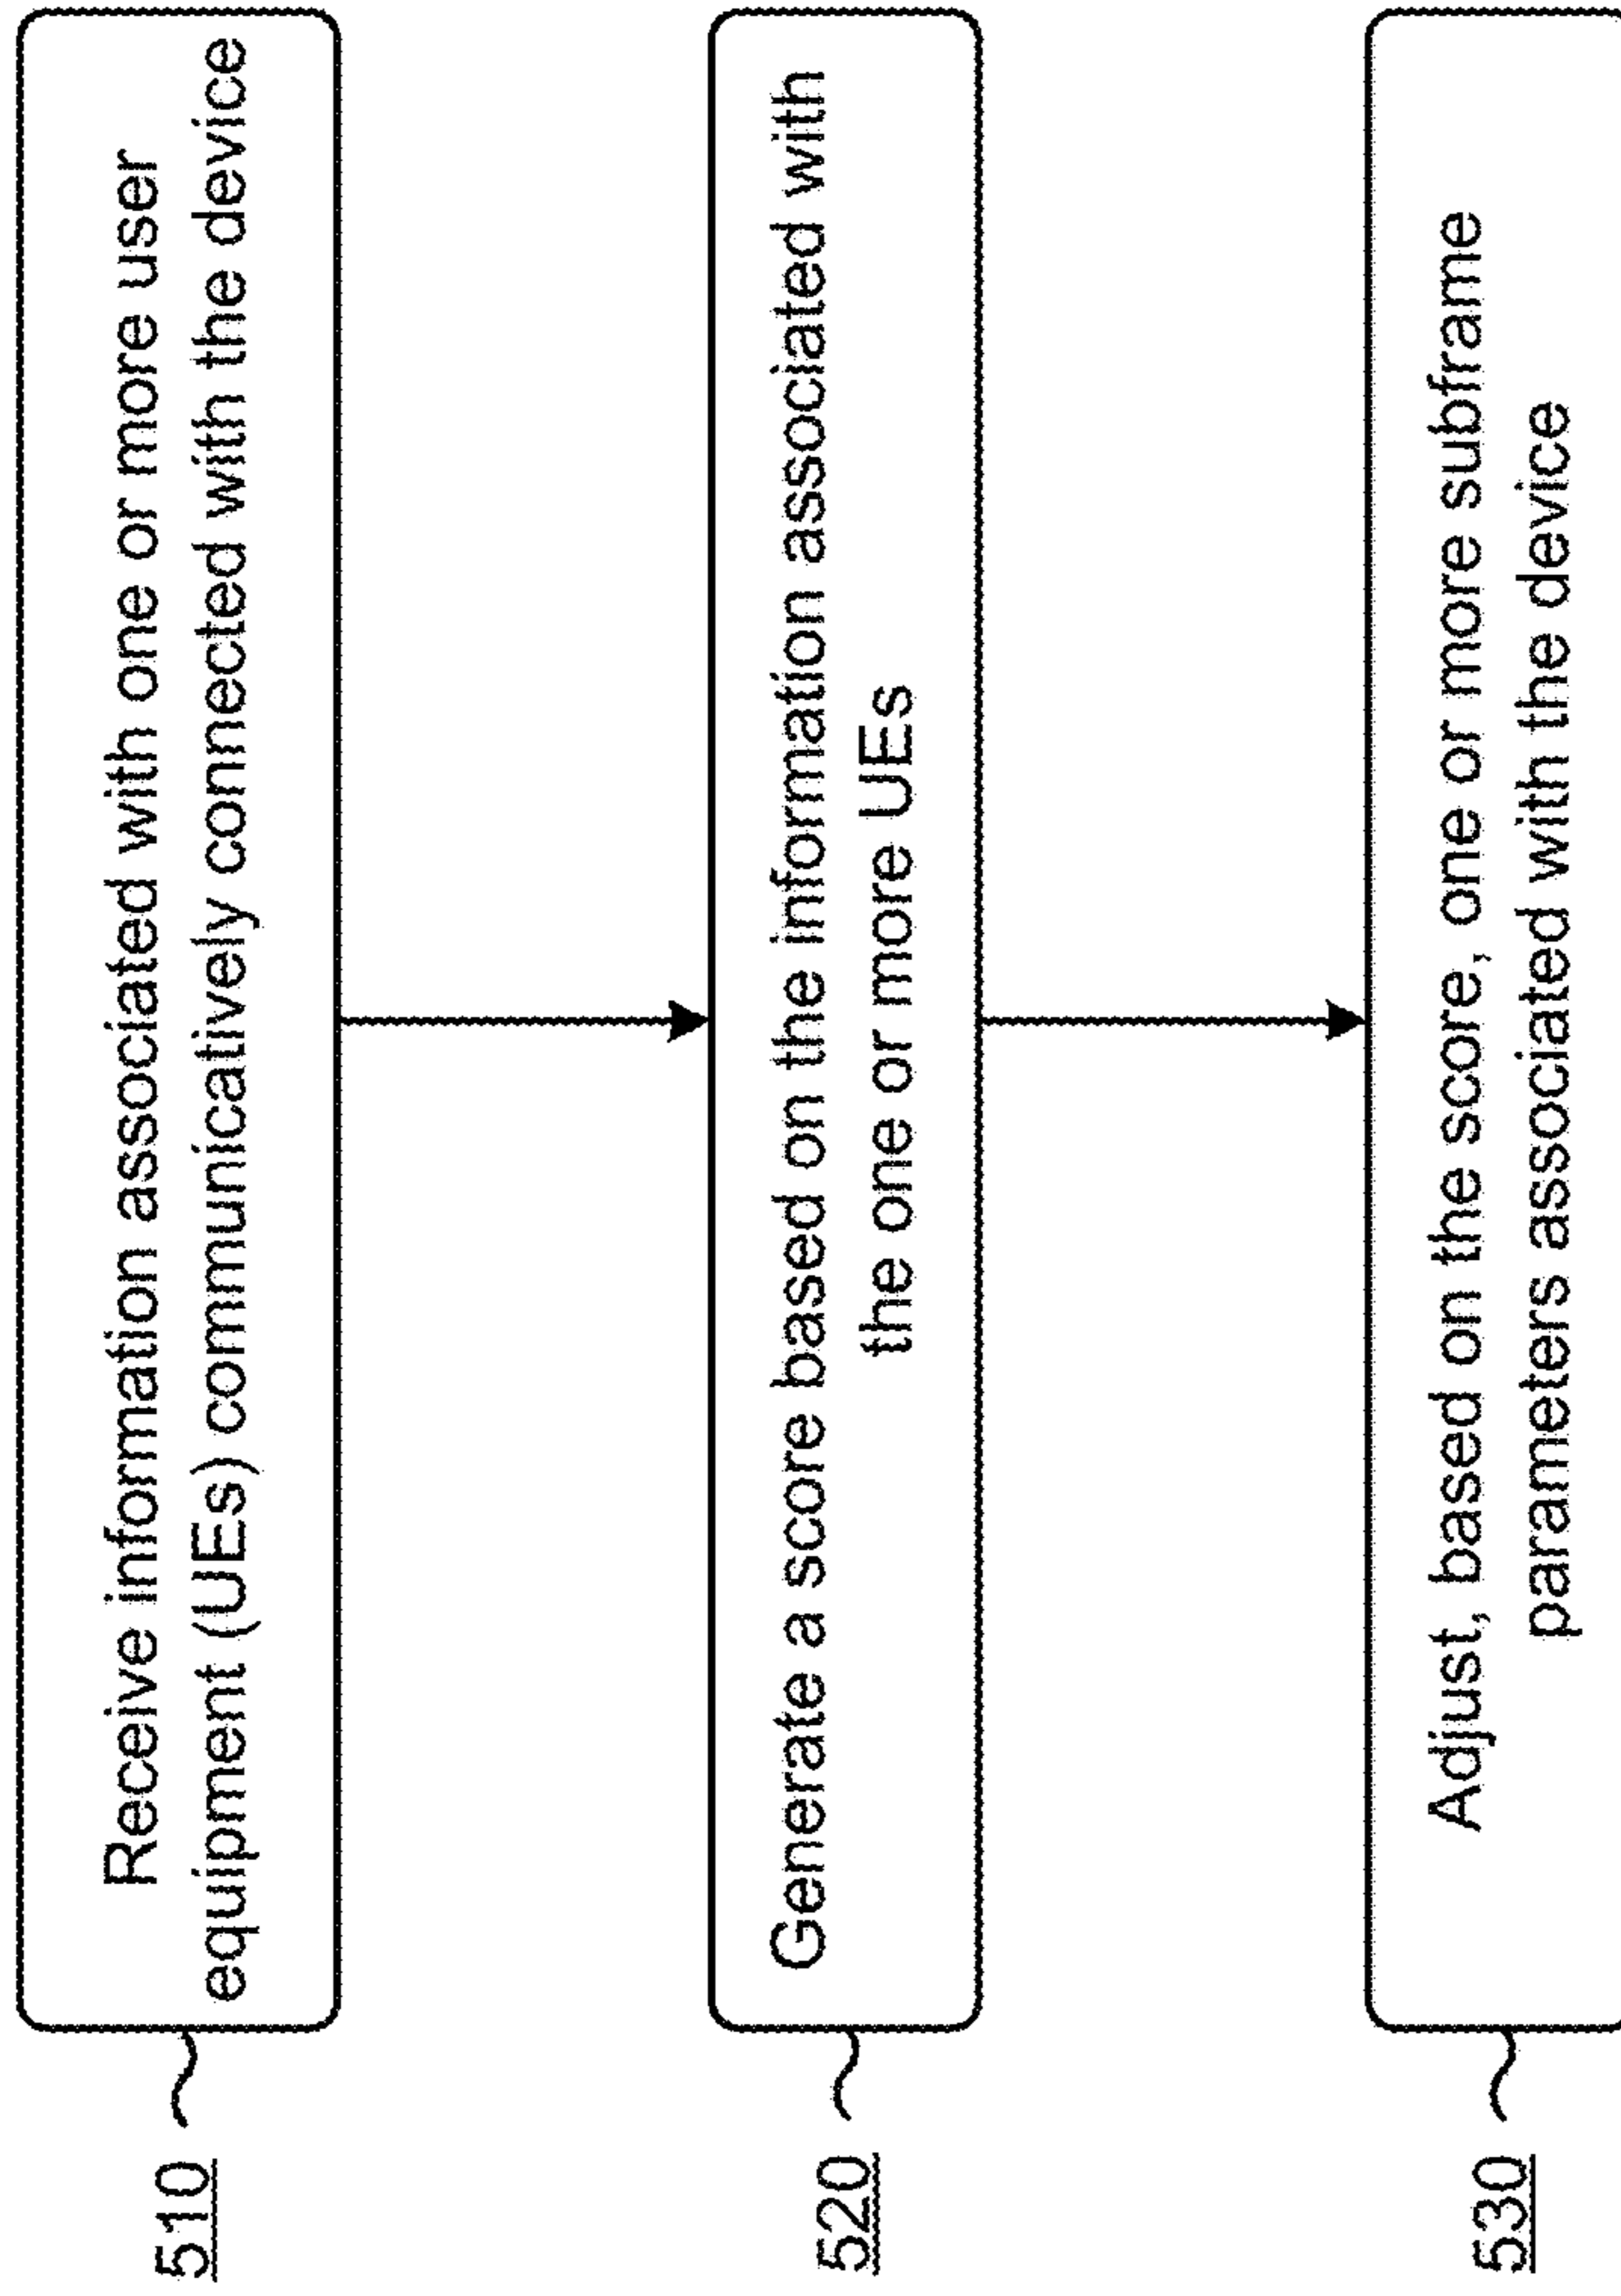 510
Receive information associated with one or more user
equipment (UEs) communicatively connected with the device
520
Generate a score based on the information associated with
the one or more UEs
530
Adjust, based on the score, one or more subframe
parameters associated with the device